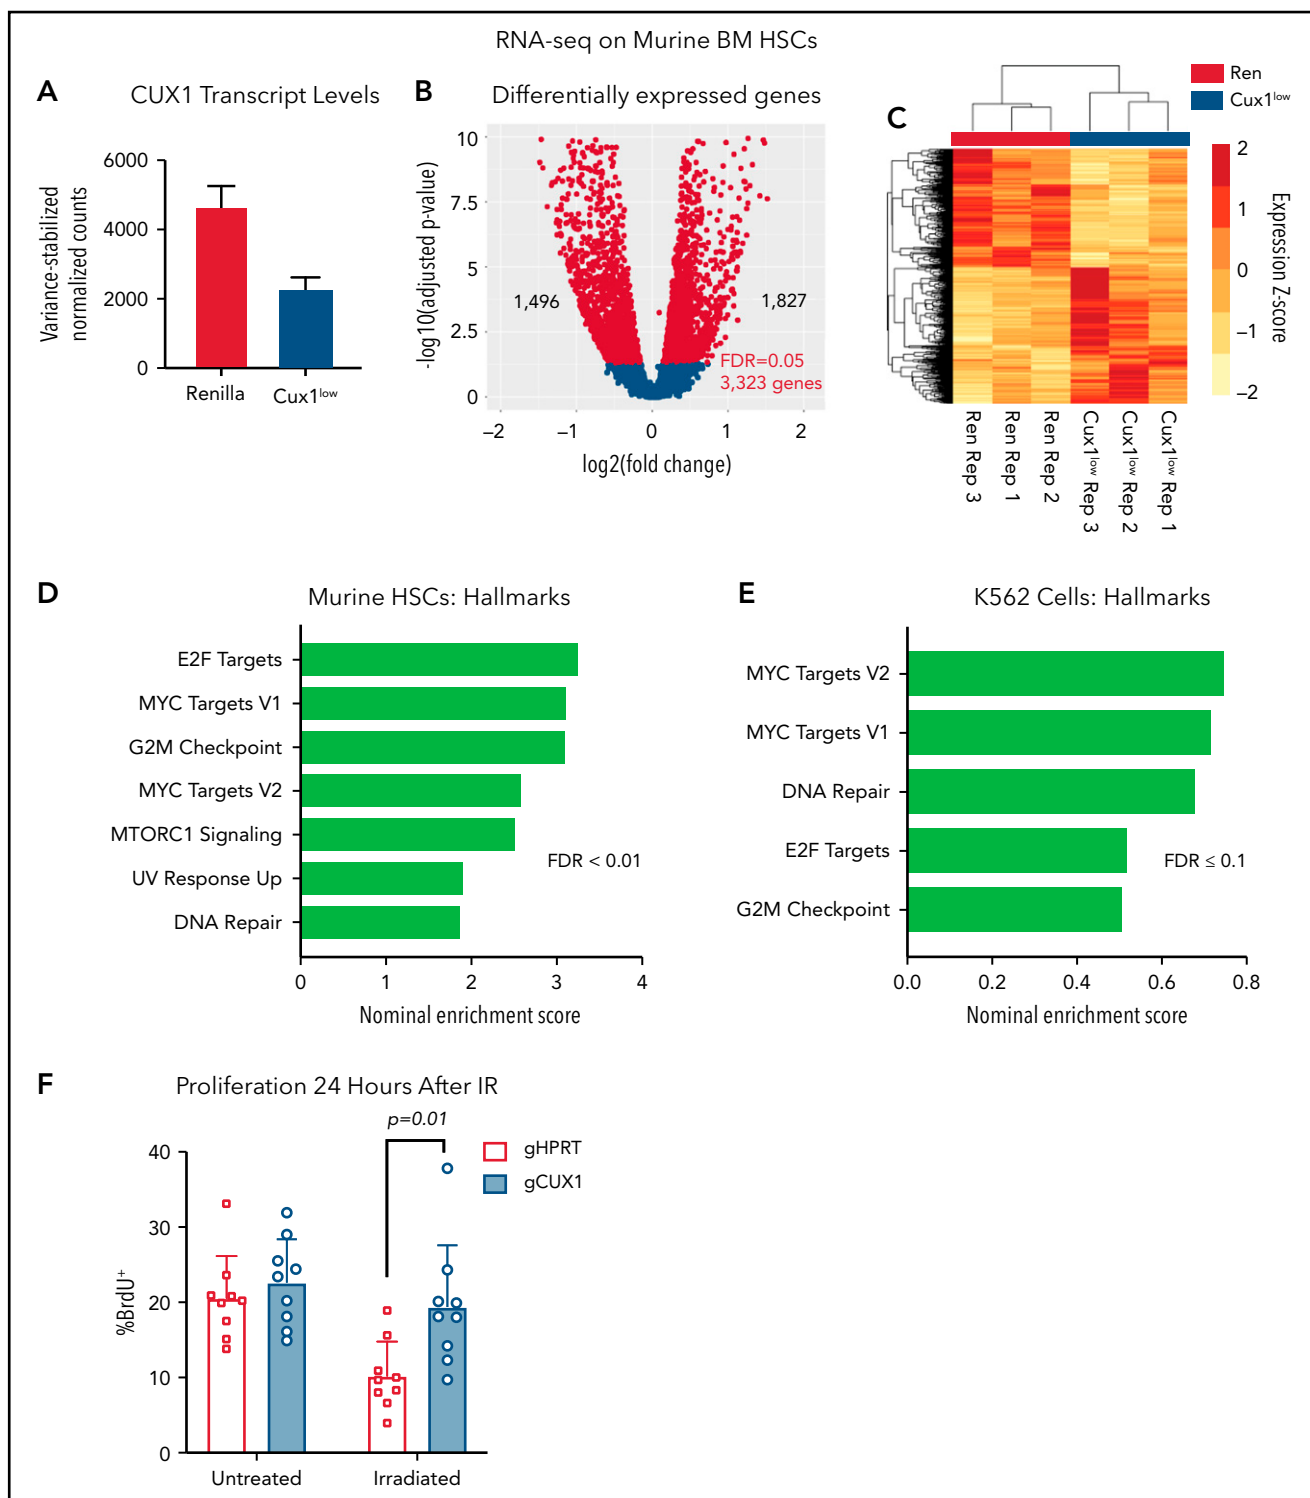 RNA-seq on Murine BM HSCs
A
CUX1 Transcript Levels
Variance-stabilized
normalized counts
6000
4000
2000
0
Renilla
Cux1low
B
Differentially expressed genes
-log10(adjusted p-value)
10
7.5
5
2.5
0
1,496
1,827
FDR=0.05
3,323 genes
–2
–1
0
1
2
log2(fold change)
C
Ren
Cux1low
2
1
0
–1
–2
Expression Z-score
Ren Rep 3
Ren Rep 1
Ren Rep 2
Cux1low Rep 3
Cux1low Rep 2
Cux1low Rep 1
D
Murine HSCs: Hallmarks
E2F Targets
MYC Targets V1
G2M Checkpoint
MYC Targets V2
MTORC1 Signaling
UV Response Up
DNA Repair
FDR < 0.01
0
1
2
3
4
Nominal enrichment score
E
K562 Cells: Hallmarks
MYC Targets V2
MYC Targets V1
DNA Repair
E2F Targets
G2M Checkpoint
FDR ≤ 0.1
0.0
0.2
0.4
0.6
0.8
Nominal enrichment score
F
Proliferation 24 Hours After IR
p=0.01
gHPRT
gCUX1
%BrdU+
40
30
20
10
0
Untreated
Irradiated